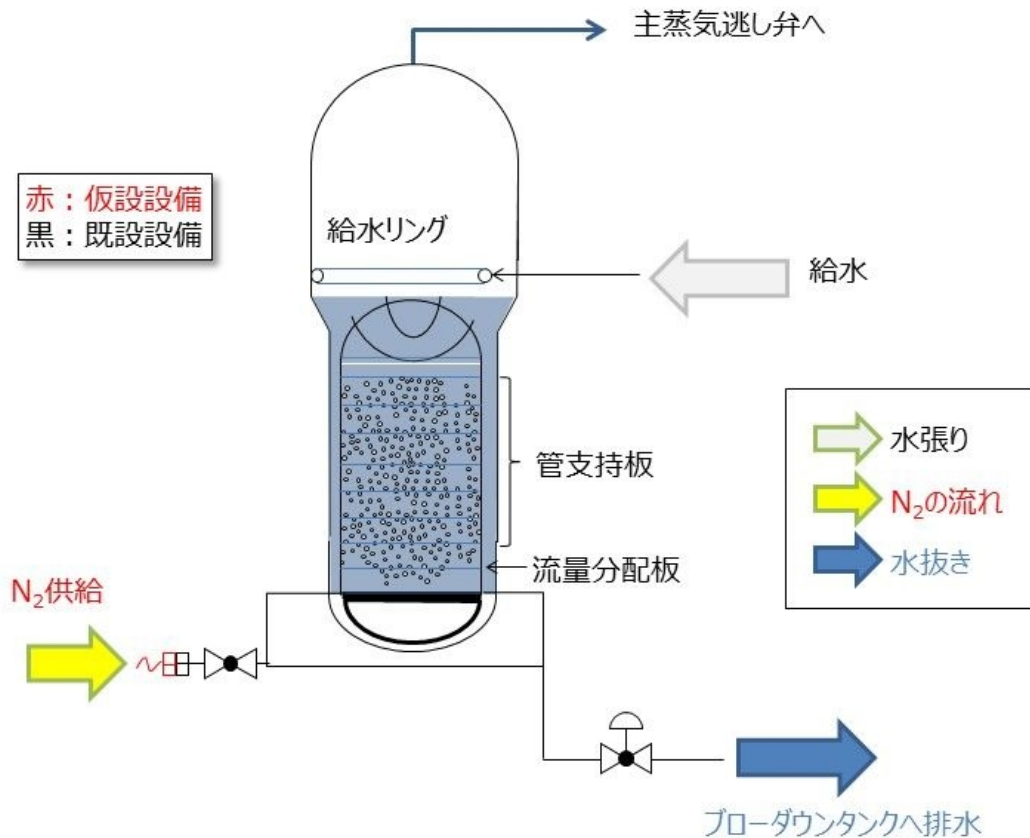 主蒸気逃し弁へ
赤：仮設設備
黒：既設設備
給水リング
給水
水張り
管支持板
N₂の流れ
流量分配板
水抜き
N₂供給
ブローダウンタンクへ排水